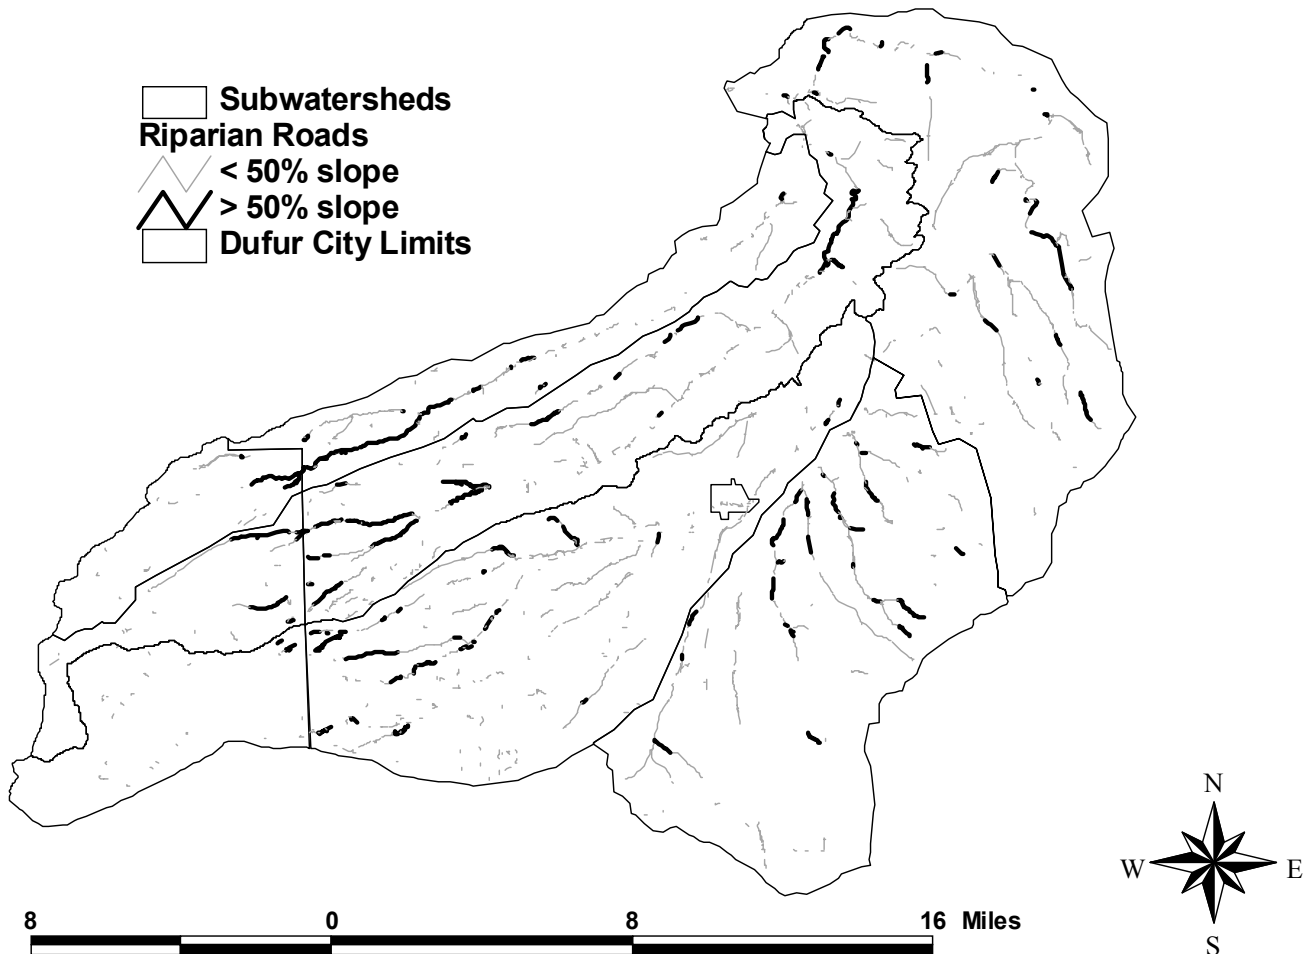 Subwatersheds
Riparian Roads
< 50% slope
> 50% slope
Dufur City Limits
N
W E
S
8 0 8 16 Miles